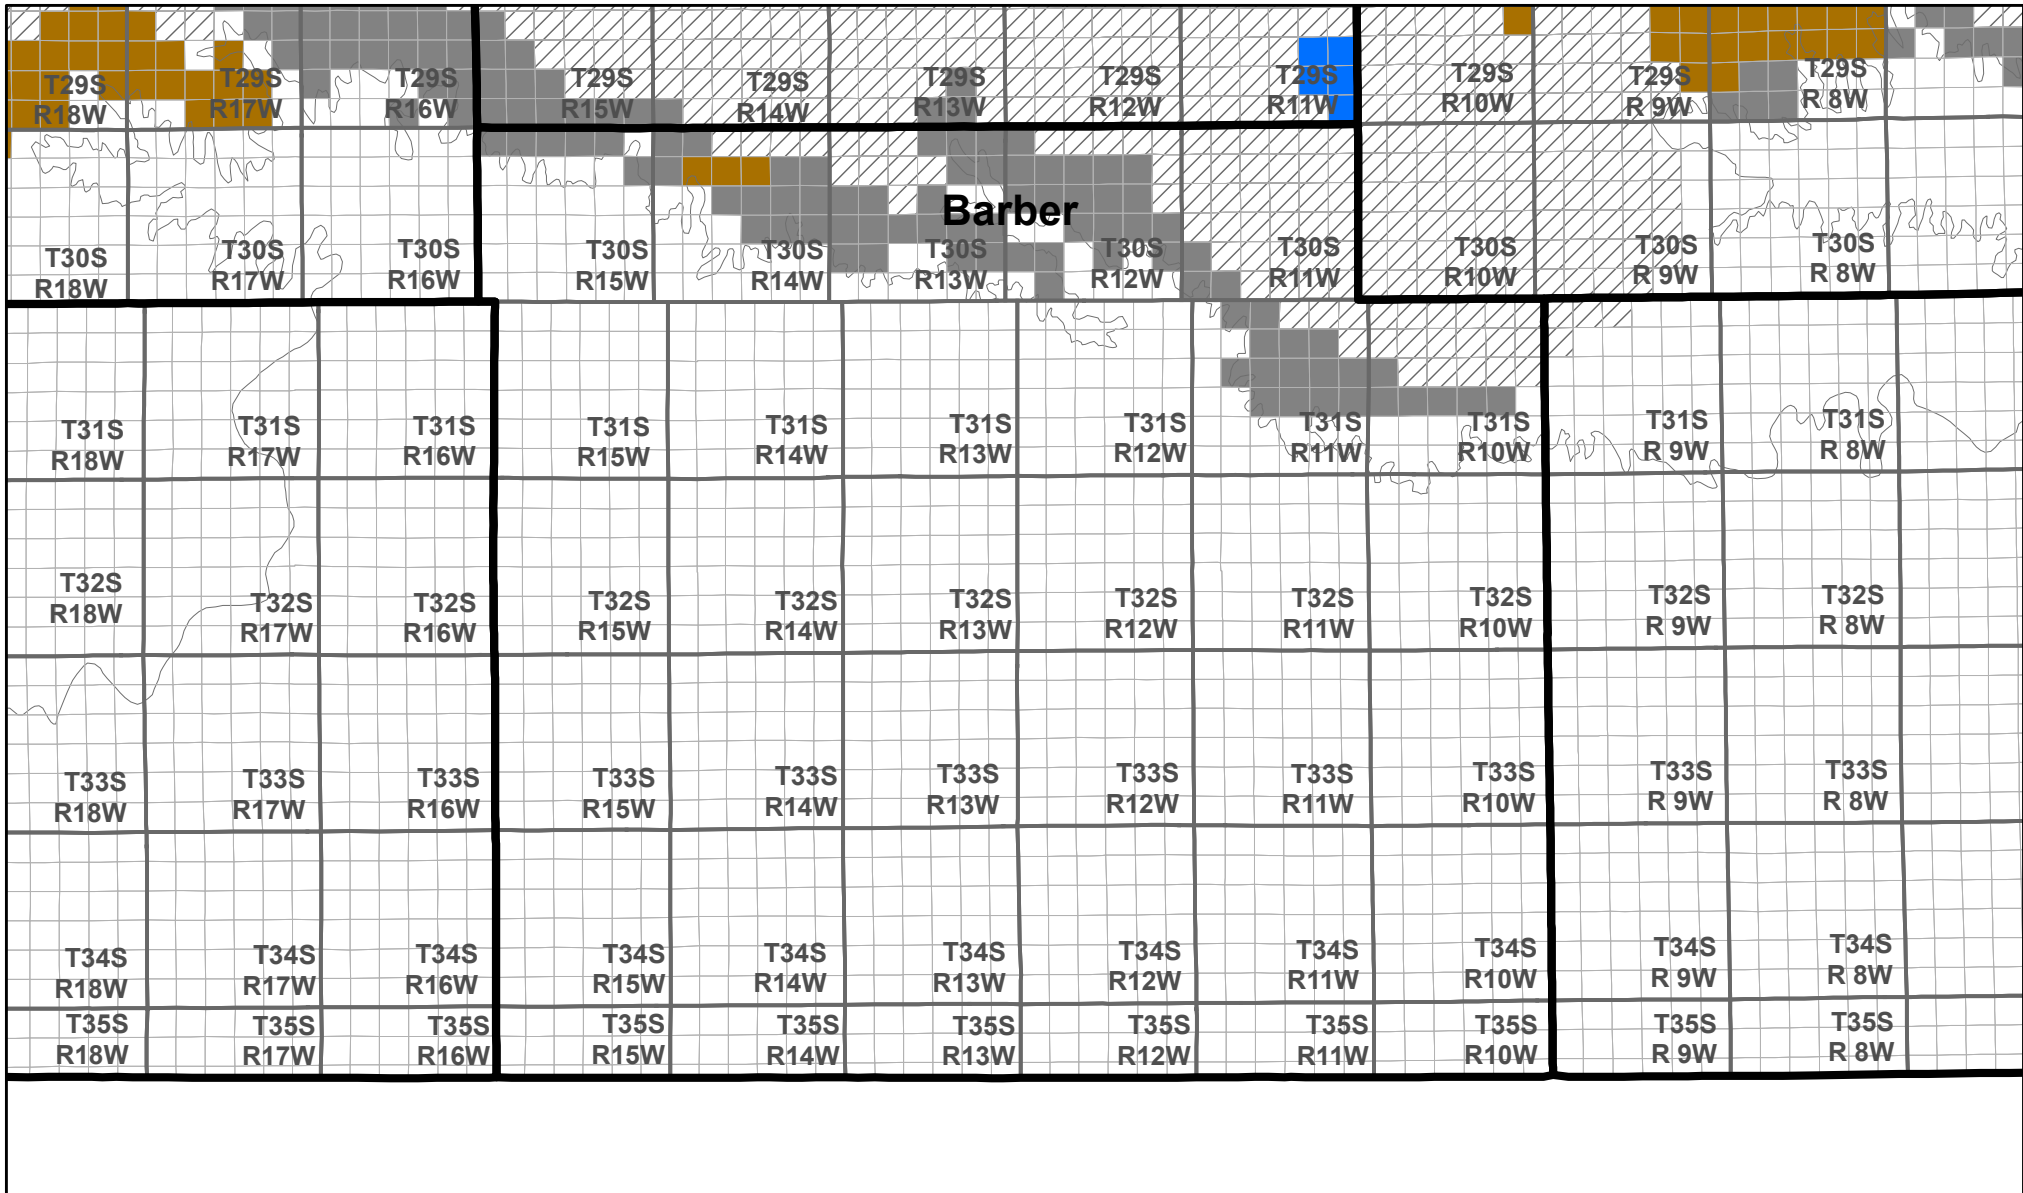 T29S T29S T29S T29S T29S T29S T29S T29S T29S T29S T29S
R18W R17W R16W R15W R14W R13W R12W R11W R10W R 9W R 8W
Barber
T30S T30S T30S T30S T30S T30S T30S T30S T30S T30S T30S
R18W R17W R16W R15W R14W R13W R12W R11W R10W R 9W R 8W
T31S T31S T31S T31S T31S T31S T31S T31S T31S T31S T31S
R18W R17W R16W R15W R14W R13W R12W R11W R10W R 9W R 8W
T32S T32S T32S T32S T32S T32S T32S T32S T32S T32S T32S
R18W R17W R16W R15W R14W R13W R12W R11W R10W R 9W R 8W
T33S T33S T33S T33S T33S T33S T33S T33S T33S T33S T33S
R18W R17W R16W R15W R14W R13W R12W R11W R10W R 9W R 8W
T34S T34S T34S T34S T34S T34S T34S T34S T34S T34S T34S
R18W R17W R16W R15W R14W R13W R12W R11W R10W R 9W R 8W
T35S T35S T35S T35S T35S T35S T35S T35S T35S T35S T35S
R18W R17W R16W R15W R14W R13W R12W R11W R10W R 9W R 8W